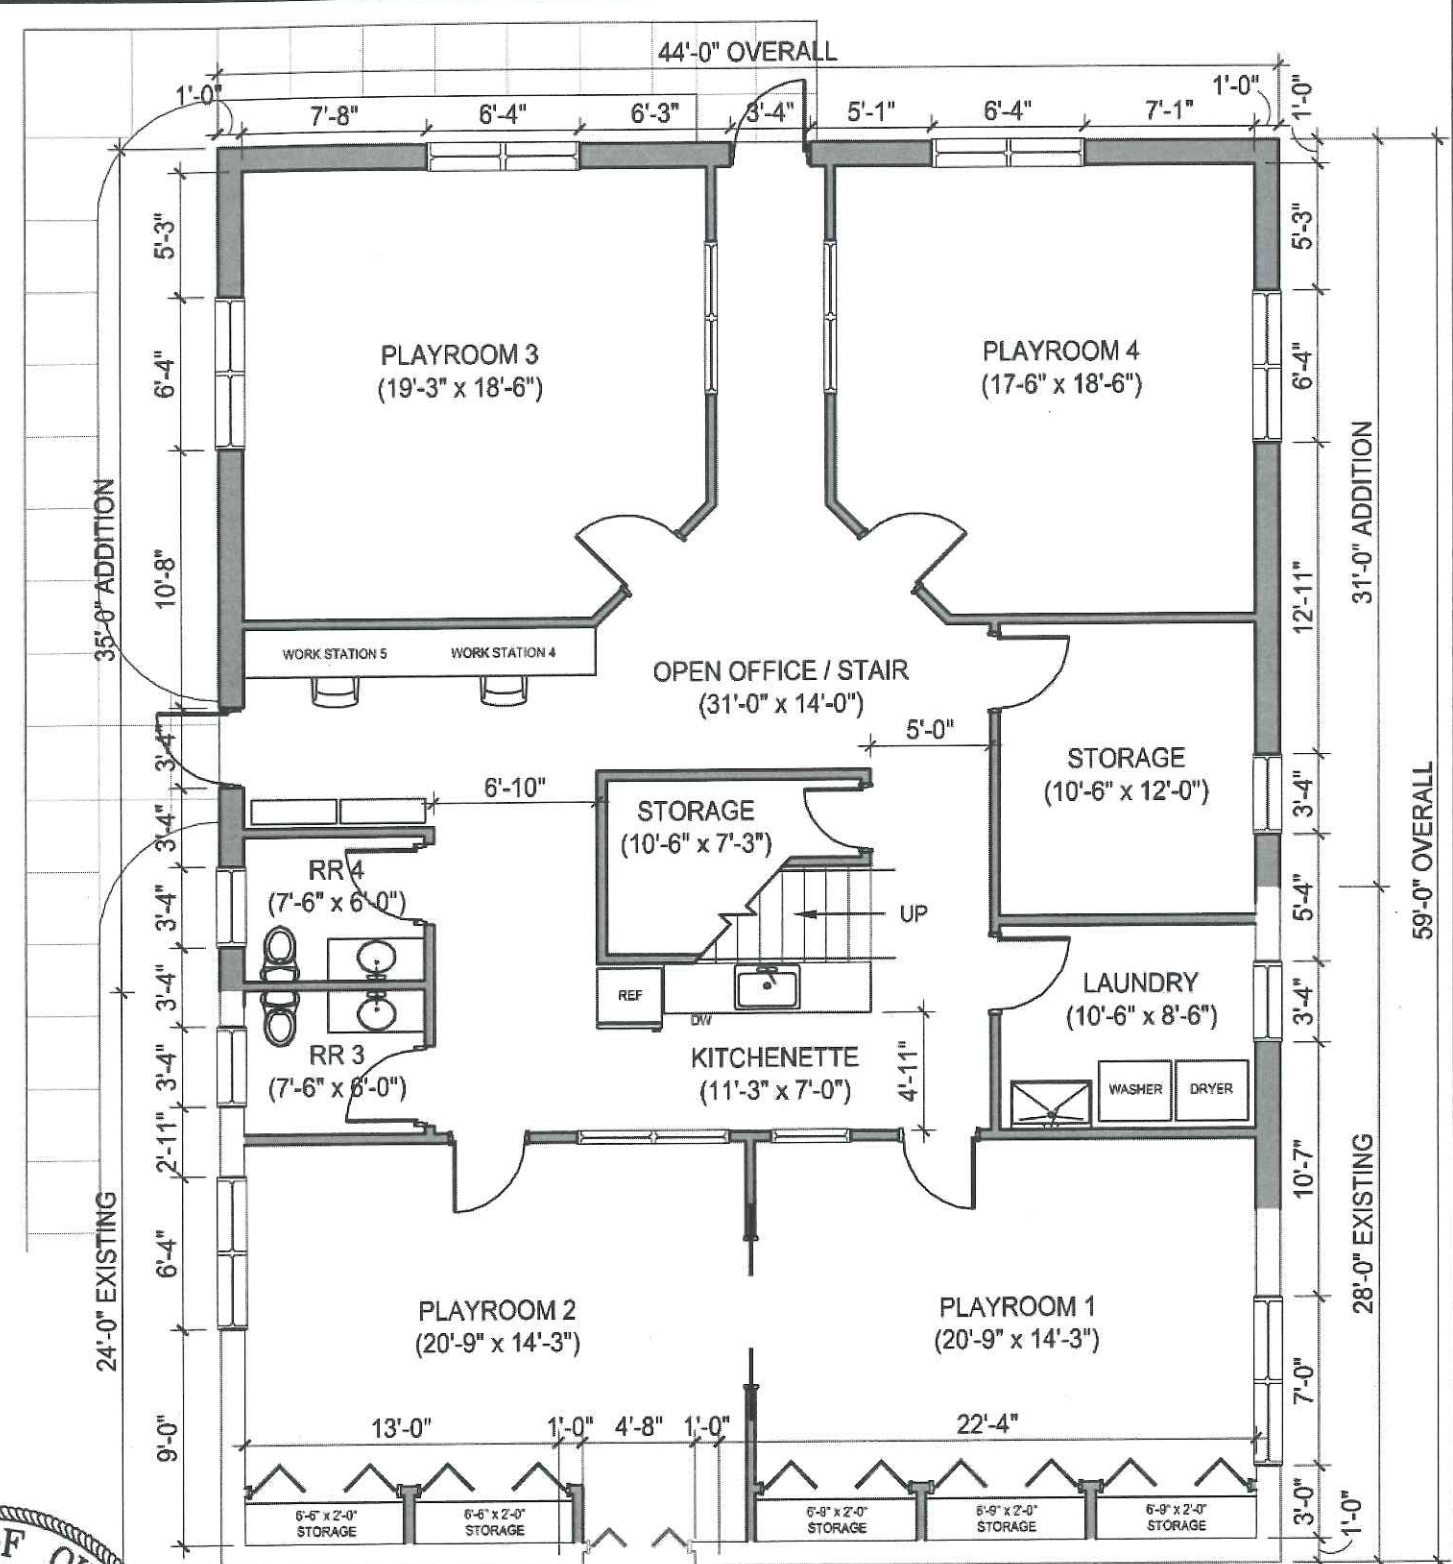 44'-0" OVERALL
1'-0"
7'-8"
6'-4"
6'-3"
3'-4"
5'-1"
6'-4"
7'-1"
1'-0"
1'-0"
5'-3"
6'-4"
10'-8"
35'-0" ADDITION
3'-4"
3'-4"
3'-4"
3'-4"
3'-4"
2'-11"
6'-4"
24'-0" EXISTING
9'-0"
PLAYROOM 3
(19'-3" x 18'-6")
PLAYROOM 4
(17-6" x 18'-6")
5'-3"
6'-4"
31'-0" ADDITION
12'-11"
3'-4"
59'-0" OVERALL
5'-4"
3'-4"
10'-7"
28'-0" EXISTING
7'-0"
3'-0"
1'-0"
WORK STATION 5
WORK STATION 4
OPEN OFFICE / STAIR
(31'-0" x 14'-0")
5'-0"
6'-10"
STORAGE
(10'-6" x 12'-0")
STORAGE
(10'-6" x 7'-3")
RR 4
(7'-6" x 6'-0")
UP
LAUNDRY
(10'-6" x 8'-6")
REF
DW
KITCHENETTE
(11'-3" x 7'-0")
4'-11"
RR 3
(7'-6" x 6'-0")
WASHER
DRYER
PLAYROOM 2
(20'-9" x 14'-3")
PLAYROOM 1
(20'-9" x 14'-3")
13'-0"
1'-0"
4'-8"
1'-0"
22'-4"
6'-6" x 2'-0"
STORAGE
6'-6" x 2'-0"
STORAGE
6'-9" x 2'-0"
STORAGE
6'-9" x 2'-0"
STORAGE
6'-9" x 2'-0"
STORAGE